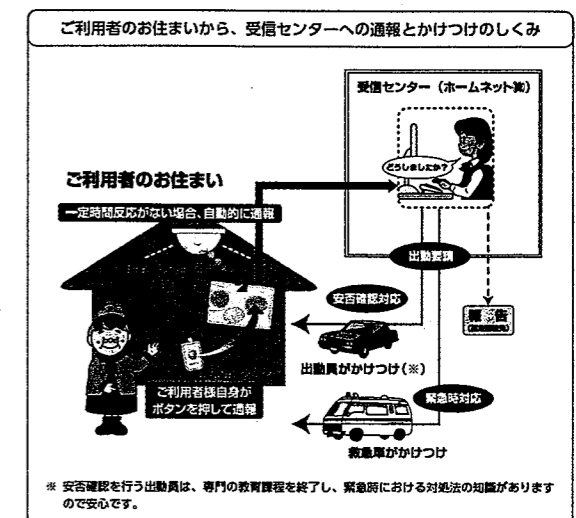 ご利用者のお住まいから、受信センターへの通報とかけつけのしくみ
受信センター（ホームネット㈱）
どうしましたか？
ご利用者のお住まい
一定時間反応がない場合、自動的に通報
出動要請
安否確認対応
報告
出動員がかけつけ（※）
ご利用者様自身が
ボタンを押して通報
緊急時対応
救急車がかけつけ
※ 安否確認を行う出動員は、専門の教育課程を終了し、緊急時における対処法の知識があります
ので安心です。